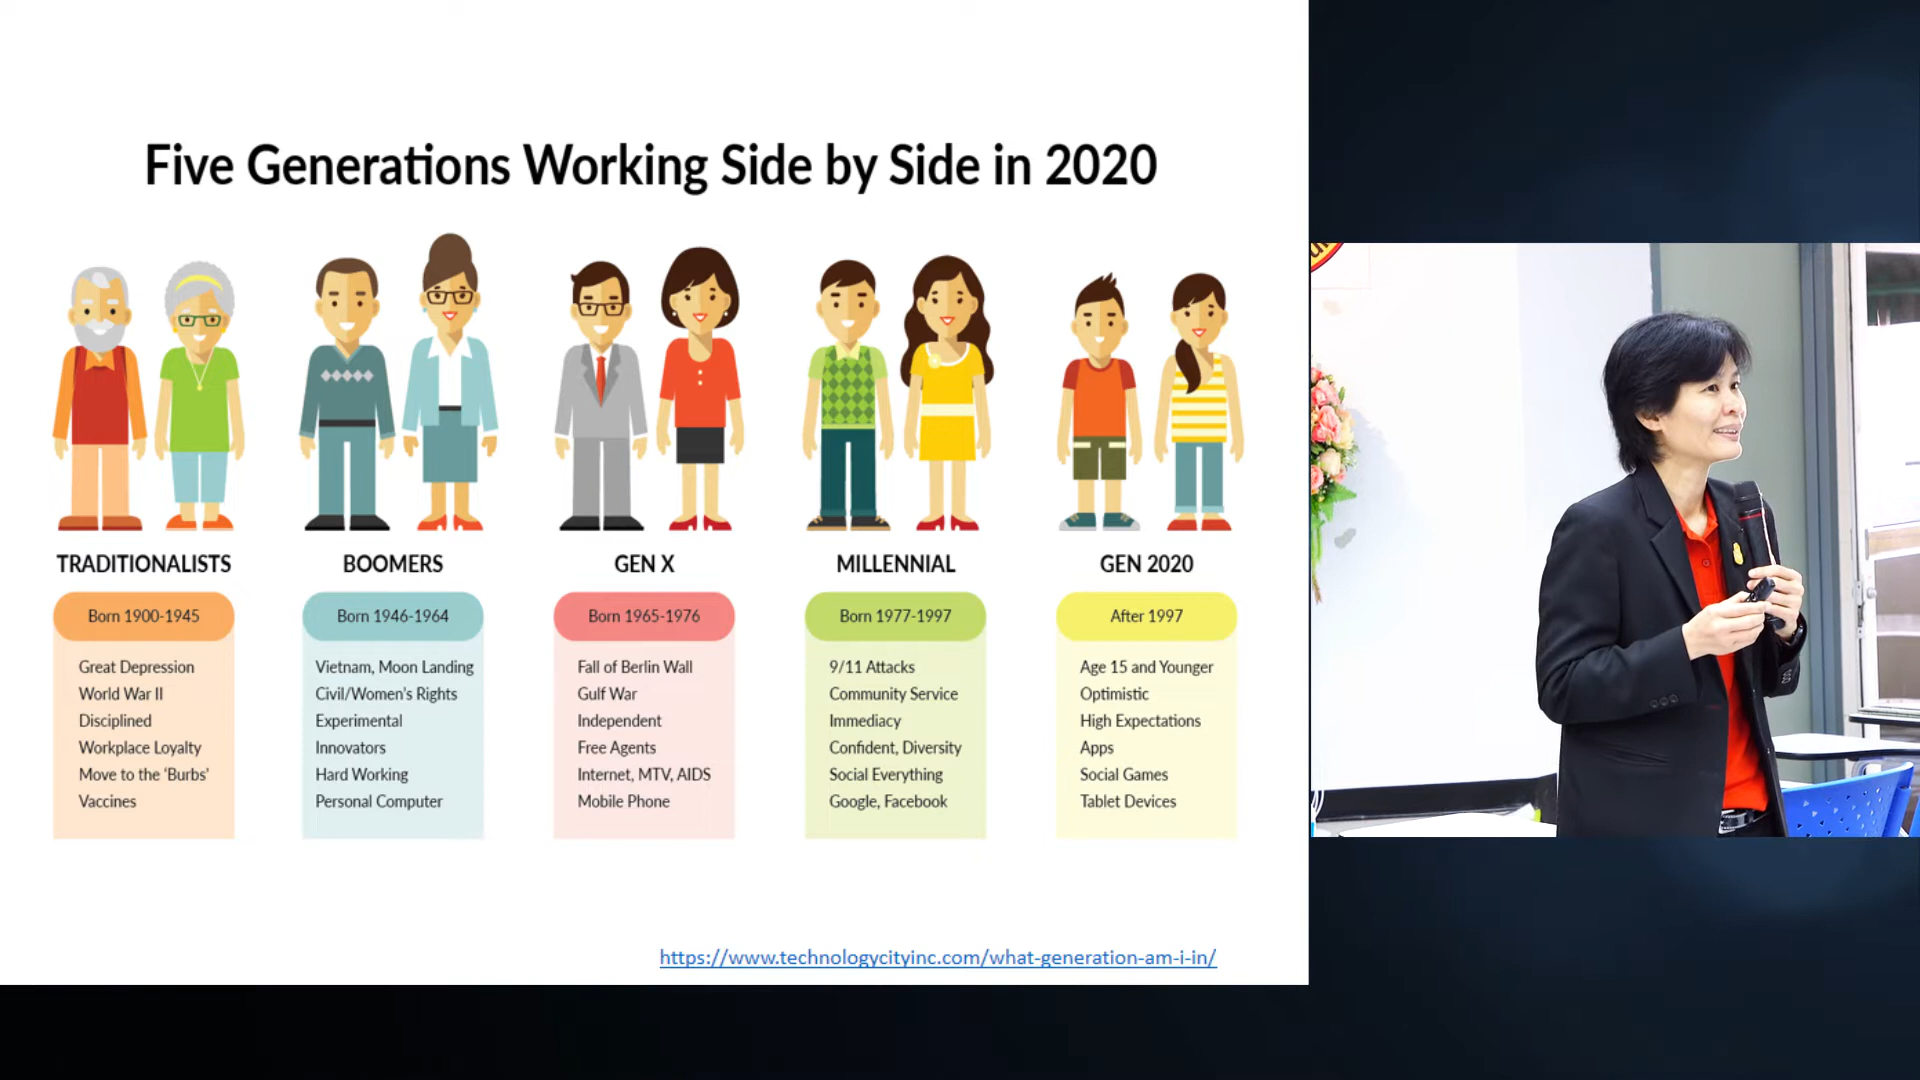 Five Generations Working Side by Side in 2020
TRADITIONALISTS
Born 1900-1945
Great Depression
World War II
Disciplined
Workplace Loyalty
Move to the ‘Burbs’
Vaccines
BOOMERS
Born 1946-1964
Vietnam, Moon Landing
Civil/Women's Rights
Experimental
Innovators
Hard Working
Personal Computer
GEN X
Born 1965-1976
Fall of Berlin Wall
Gulf War
Independent
Free Agents
Internet, MTV, AIDS
Mobile Phone
MILLENNIAL
Born 1977-1997
9/11 Attacks
Community Service
Immediacy
Confident, Diversity
Social Everything
Google, Facebook
GEN 2020
After 1997
Age 15 and Younger
Optimistic
High Expectations
Apps
Social Games
Tablet Devices
https://www.technologycityinc.com/what-generation-am-i-in/